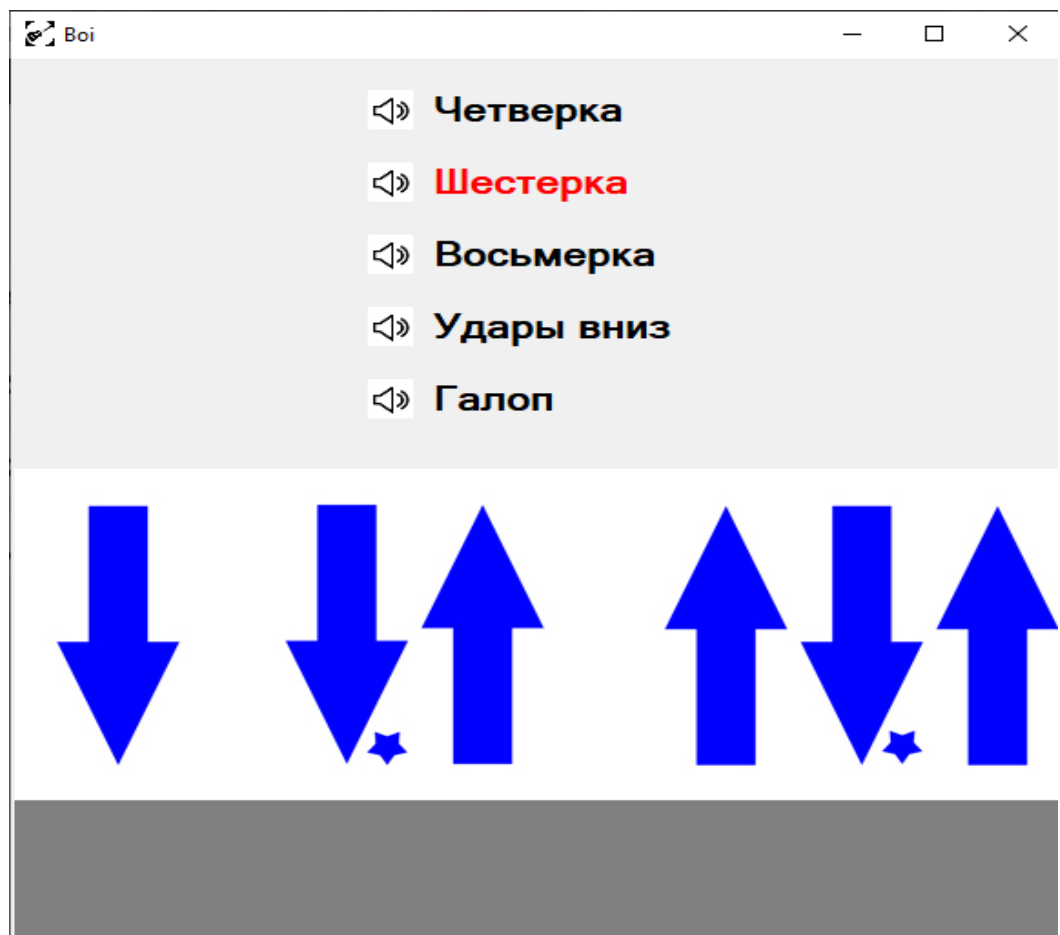 Boi
Четверка
Шестерка
Восьмерка
Удары вниз
Галоп